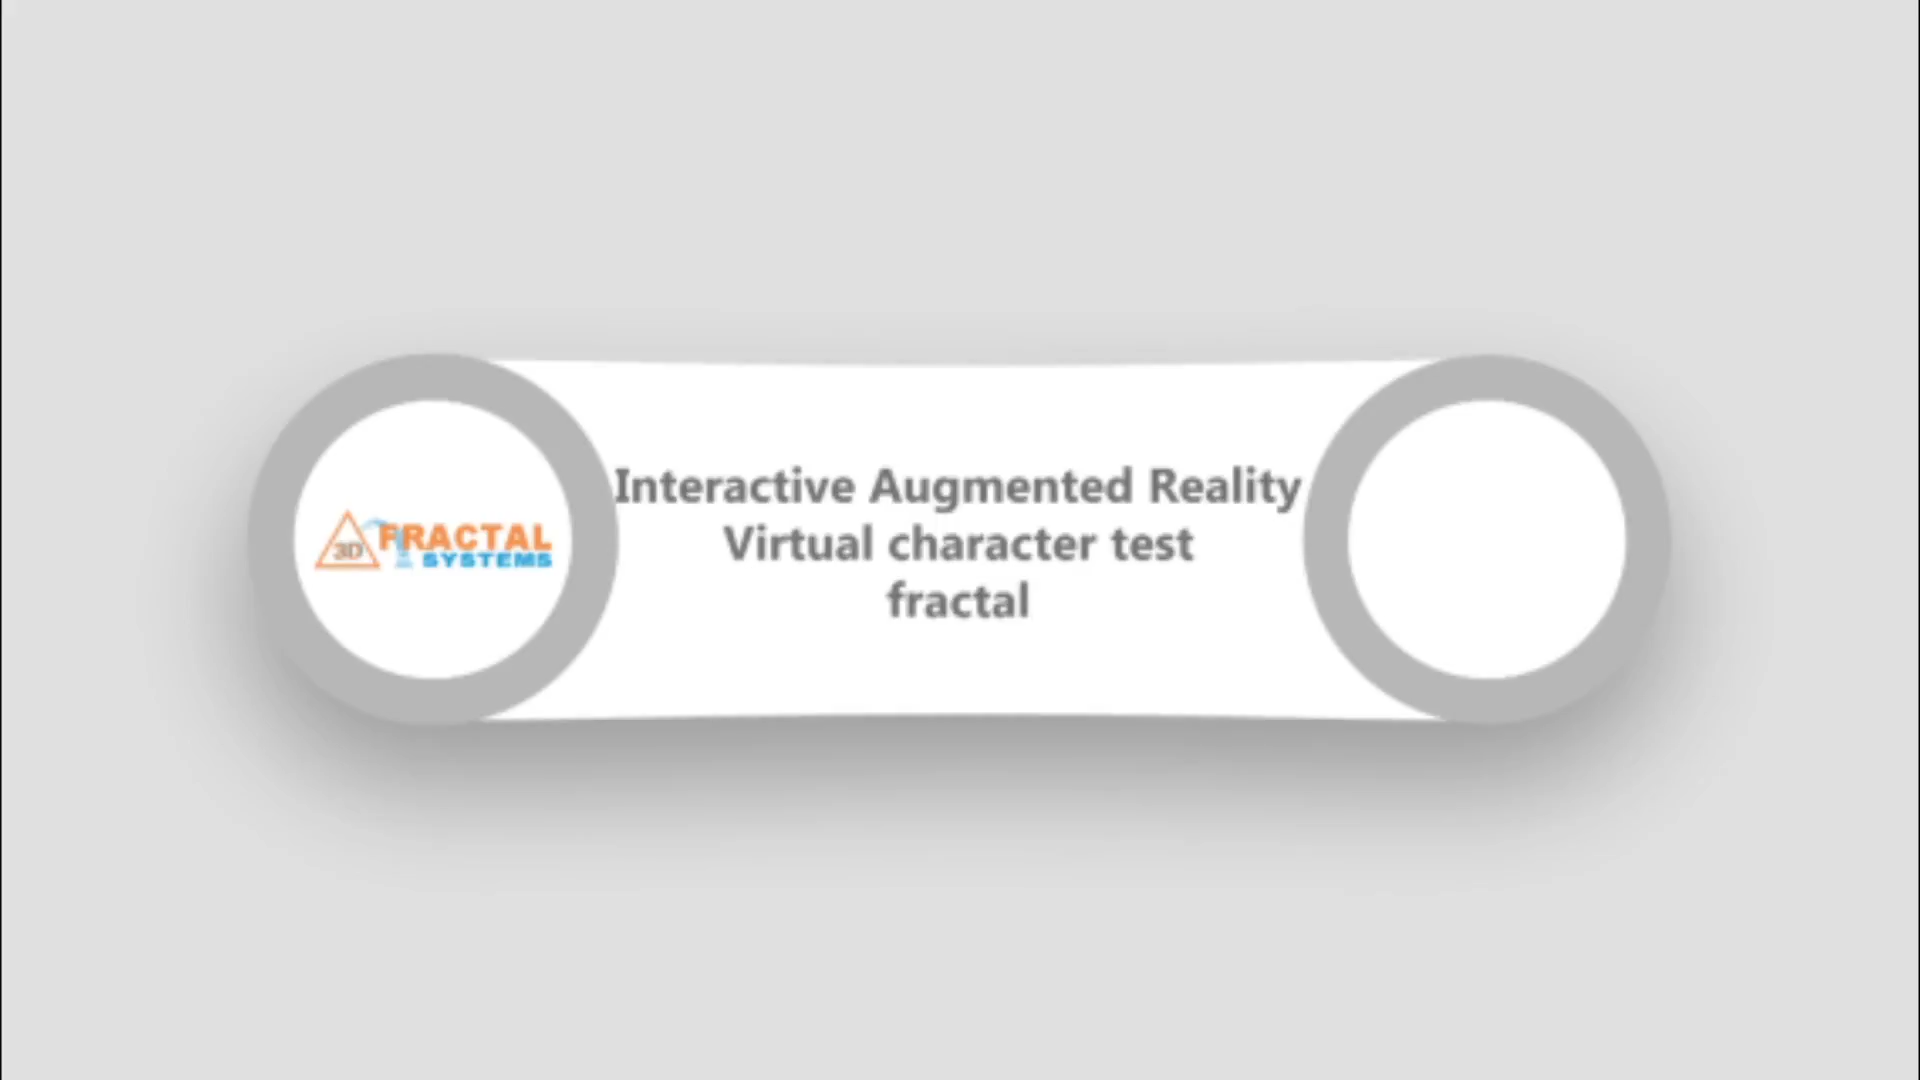 3D FRACTAL
SYSTEMS
Interactive Augmented Reality
Virtual character test
fractal